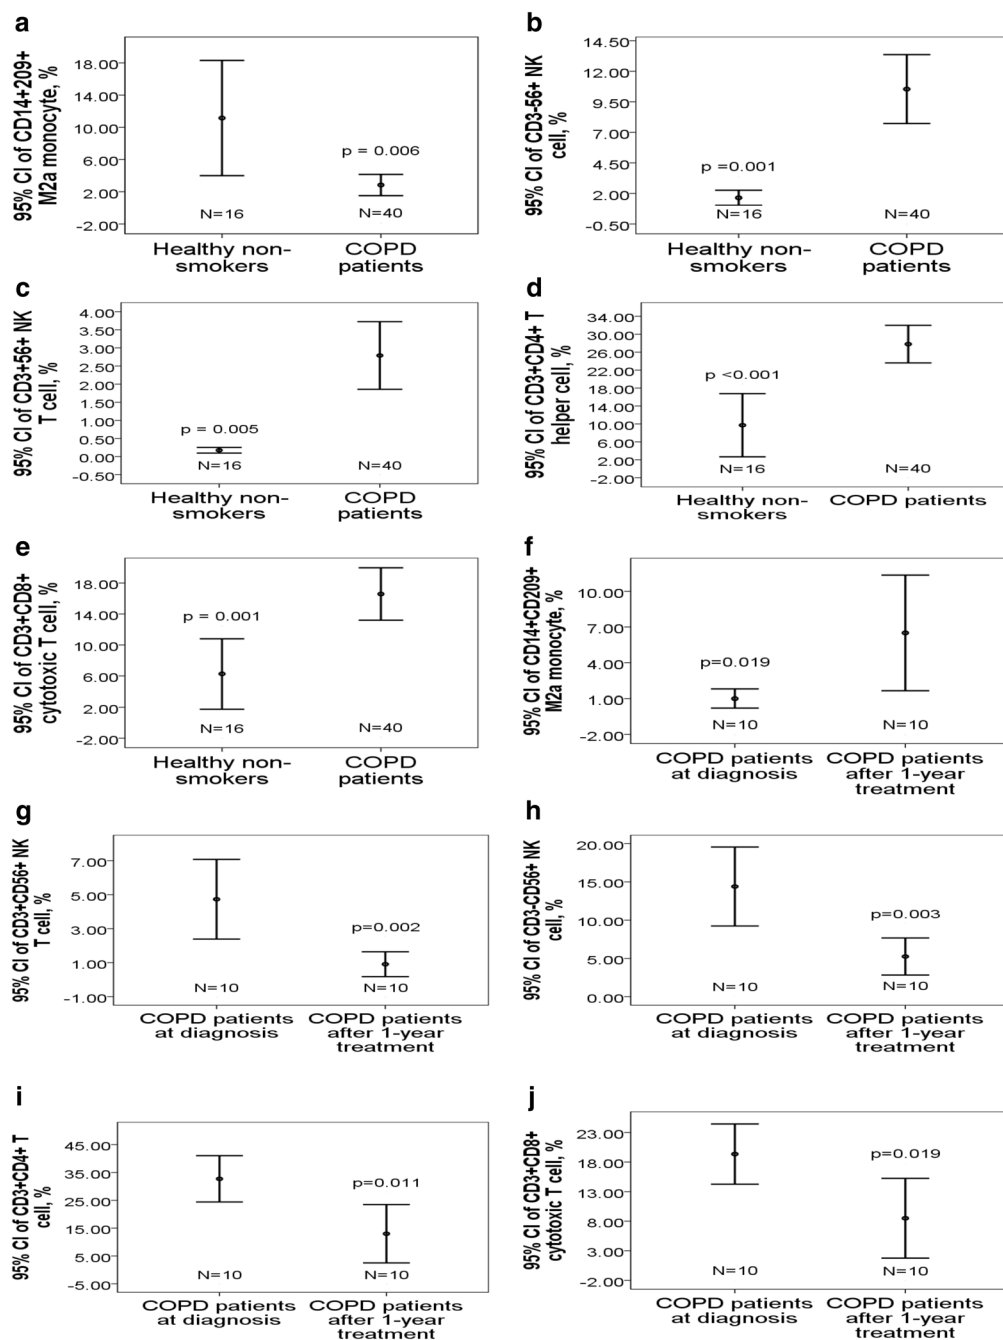 a
95% CI of CD14+209+
M2a monocyte, %
18.00
14.00
10.00
6.00
2.00
-2.00
p = 0.006
N=16
N=40
Healthy non-
smokers
COPD
patients
b
95% CI of CD3-56+ NK
cell, %
14.50
12.00
9.50
7.00
4.50
2.00
-0.50
p =0.001
N=16
N=40
Healthy non-
smokers
COPD
patients
c
95% CI of CD3+56+ NK
T cell, %
4.00
3.50
3.00
2.50
2.00
1.50
1.00
0.50
0.00
-0.50
p = 0.005
N=16
N=40
Healthy non-
smokers
COPD
patients
d
95% CI of CD3+CD4+ T
helper cell, %
34.00
30.00
26.00
22.00
18.00
14.00
10.00
6.00
2.00
-2.00
p <0.001
N=16
N=40
Healthy non-
smokers
COPD patients
e
95% CI of CD3+CD8+
cytotoxic T cell, %
18.00
14.00
10.00
6.00
2.00
-2.00
p = 0.001
N=16
N=40
Healthy non-
smokers
COPD
patients
f
95% CI of CD14+CD209+
M2a monocyte, %
10.00
7.00
4.00
1.00
-2.00
p=0.019
N=10
N=10
COPD patients
at diagnosis
COPD patients
after 1-year
treatment
g
95% CI of CD3+CD56+ NK
T cell, %
7.00
5.00
3.00
1.00
-1.00
p=0.002
N=10
N=10
COPD patients
at diagnosis
COPD patients
after 1-year
treatment
h
95% CI of CD3-CD56+ NK
cell, %
20.00
15.00
10.00
5.00
0.00
p=0.003
N=10
N=10
COPD patients
at diagnosis
COPD patients
after 1-year
treatment
i
95% CI of CD3+CD4+ T
cell, %
45.00
35.00
25.00
15.00
5.00
-5.00
p=0.011
N=10
N=10
COPD patients
at diagnosis
COPD patients
after 1-year
treatment
j
95% CI of CD3+CD8+
cytotoxic T cell, %
23.00
18.00
13.00
8.00
3.00
-2.00
p=0.019
N=10
N=10
COPD patients
at diagnosis
COPD patients
after 1-year
treatment